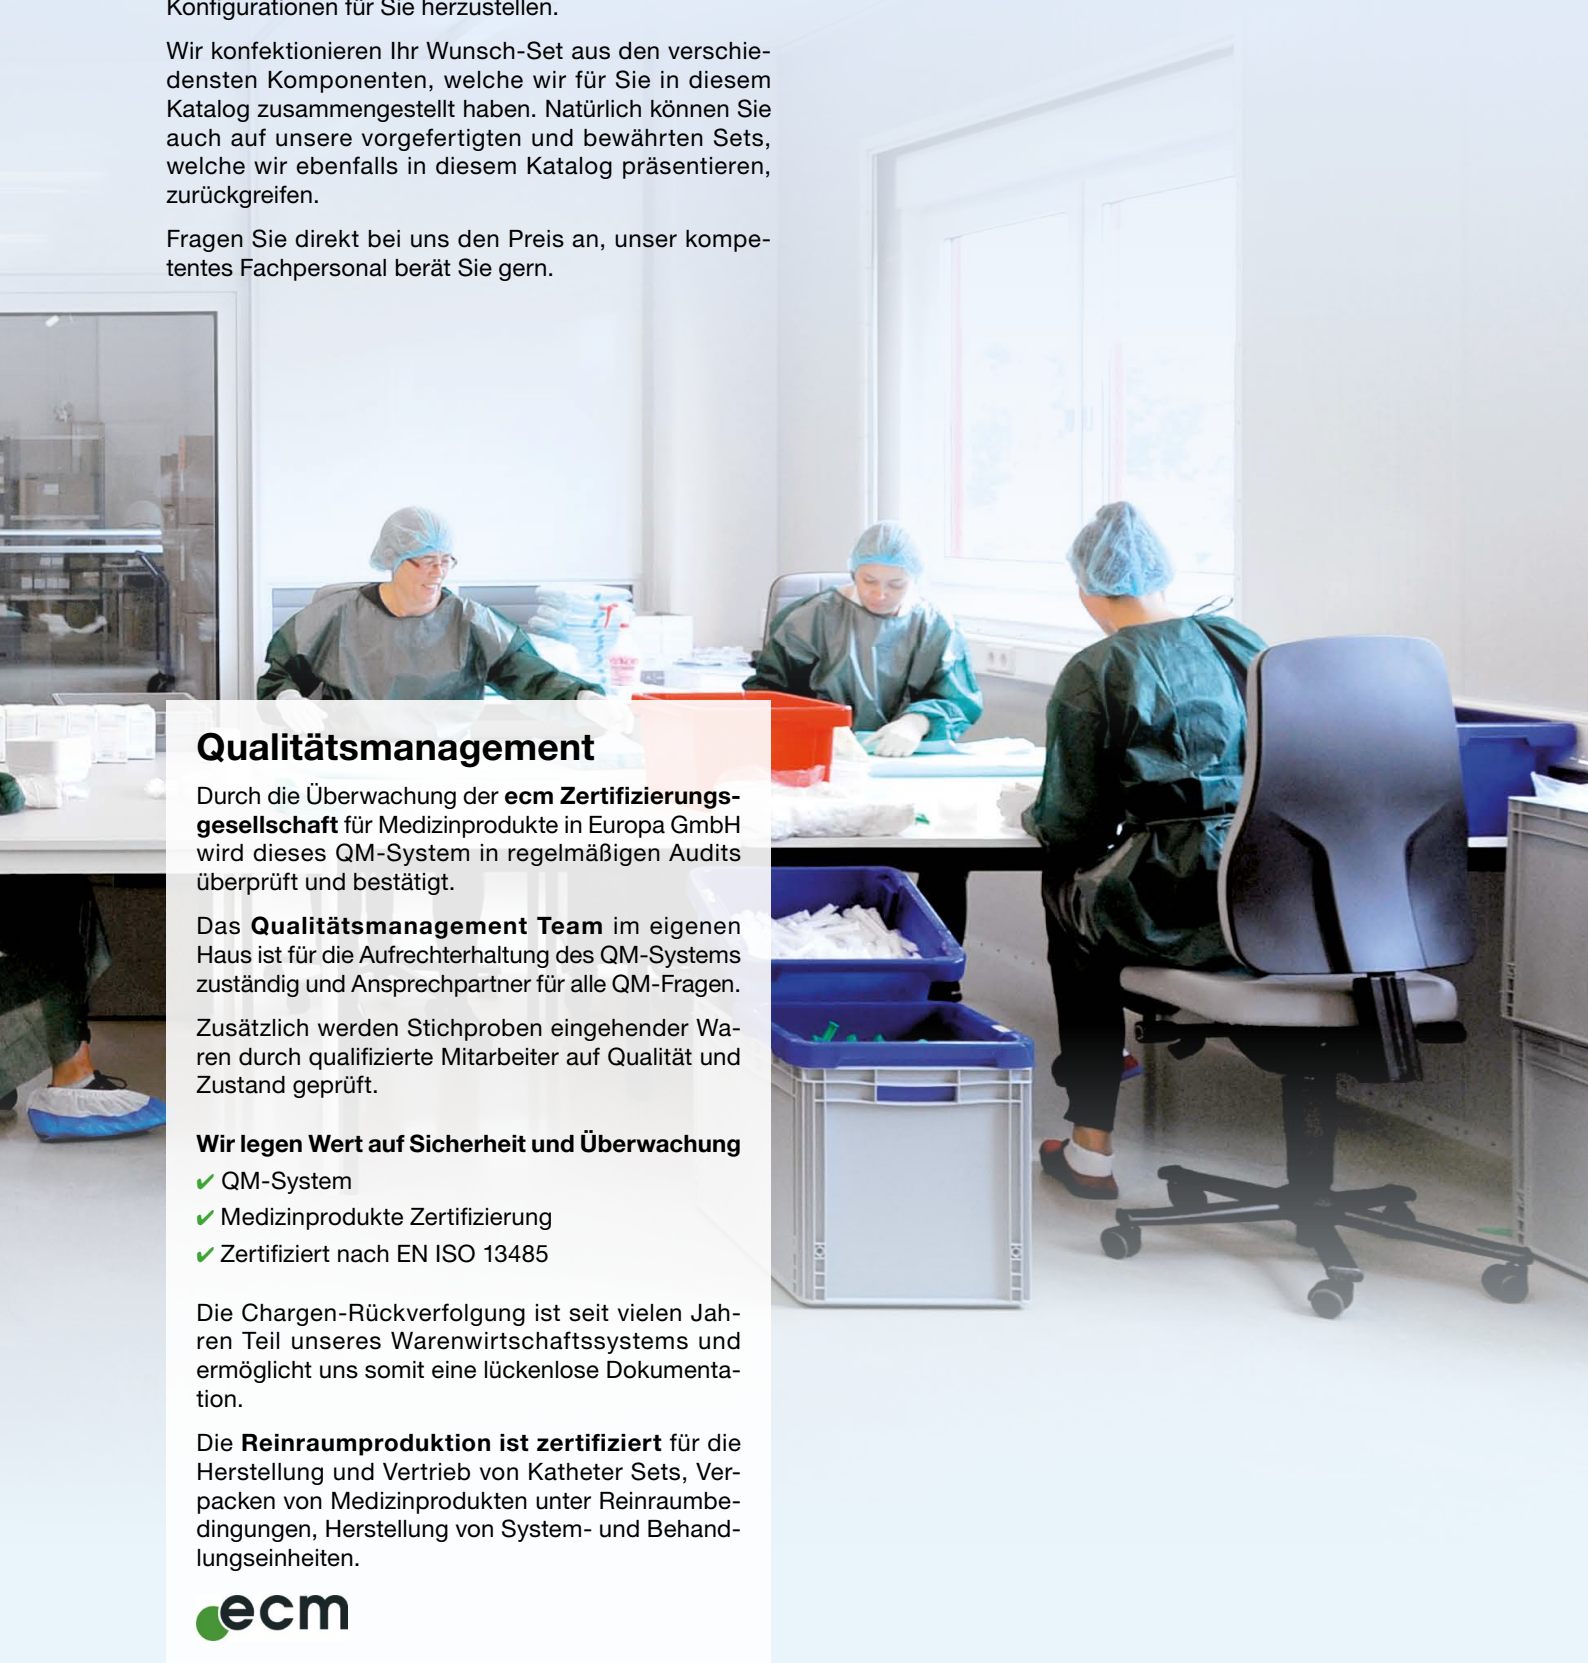 Konfigurationen für Sie herzustellen.
Wir konfektionieren Ihr Wunsch-Set aus den verschie-
densten Komponenten, welche wir für Sie in diesem
Katalog zusammengestellt haben. Natürlich können Sie
auch auf unsere vorgefertigten und bewährten Sets,
welche wir ebenfalls in diesem Katalog präsentieren,
zurückgreifen.
Fragen Sie direkt bei uns den Preis an, unser kompe-
tentes Fachpersonal berät Sie gern.
Qualitätsmanagement
Durch die Überwachung der ecm Zertifizierungs-
gesellschaft für Medizinprodukte in Europa GmbH
wird dieses QM-System in regelmäßigen Audits
überprüft und bestätigt.
Das Qualitätsmanagement Team im eigenen
Haus ist für die Aufrechterhaltung des QM-Systems
zuständig und Ansprechpartner für alle QM-Fragen.
Zusätzlich werden Stichproben eingehender Wa-
ren durch qualifizierte Mitarbeiter auf Qualität und
Zustand geprüft.
Wir legen Wert auf Sicherheit und Überwachung
✔ QM-System
✔ Medizinprodukte Zertifizierung
✔ Zertifiziert nach EN ISO 13485
Die Chargen-Rückverfolgung ist seit vielen Jah-
ren Teil unseres Warenwirtschaftssystems und
ermöglicht uns somit eine lückenlose Dokumenta-
tion.
Die Reinraumproduktion ist zertifiziert für die
Herstellung und Vertrieb von Katheter Sets, Ver-
packen von Medizinprodukten unter Reinraumbe-
dingungen, Herstellung von System- und Behand-
lungseinheiten.
ecm